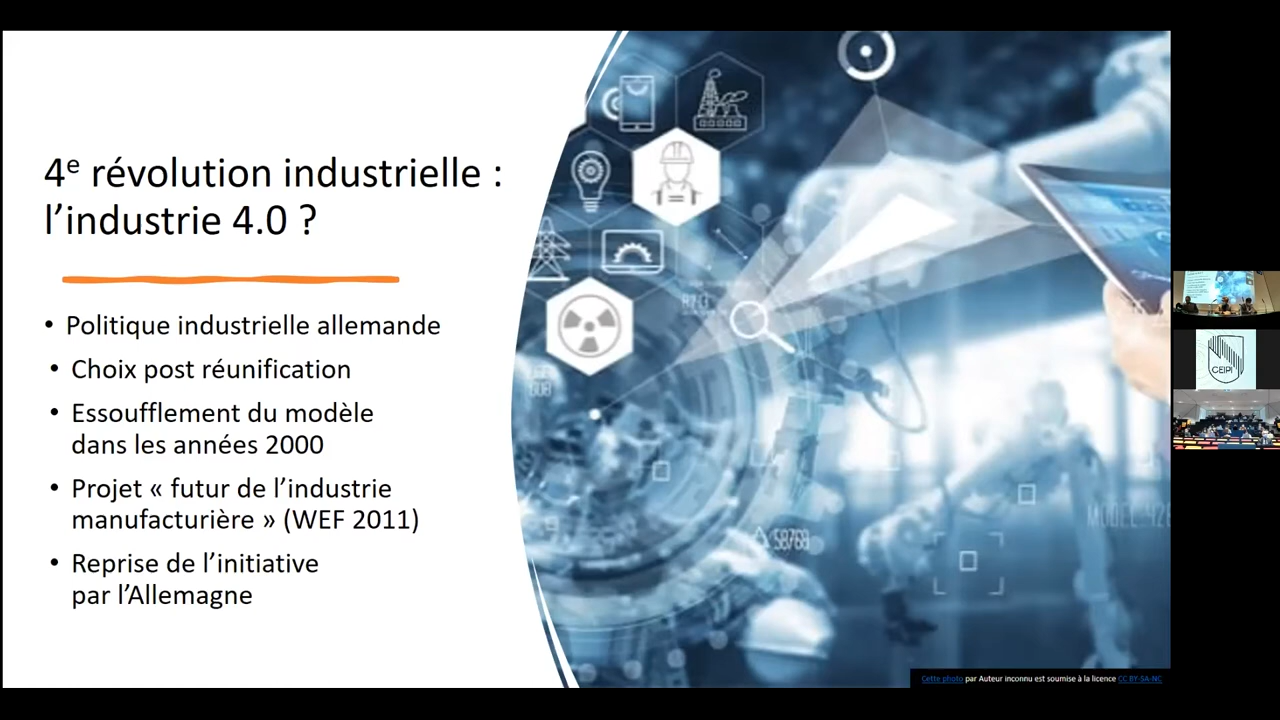 4e révolution industrielle :
l’industrie 4.0 ?
• Politique industrielle allemande
• Choix post réunification
• Essoufflement du modèle
dans les années 2000
• Projet « futur de l’industrie
manufacturière » (WEF 2011)
• Reprise de l’initiative
par l’Allemagne
58768
CEIPI
Cette photo par Auteur inconnu est soumise à la licence CC BY-SA-NC